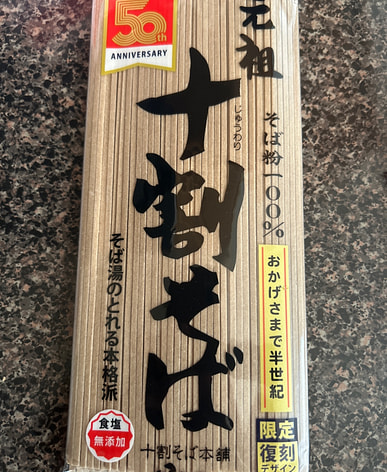 50th
ANNIVERSARY
元祖
そば粉一〇〇%
じゅうわり
十割そば
おかげさまで半世紀
そば湯のとれる本格派
食塩
無添加
十割そば本舗
限定
復刻
デザイン